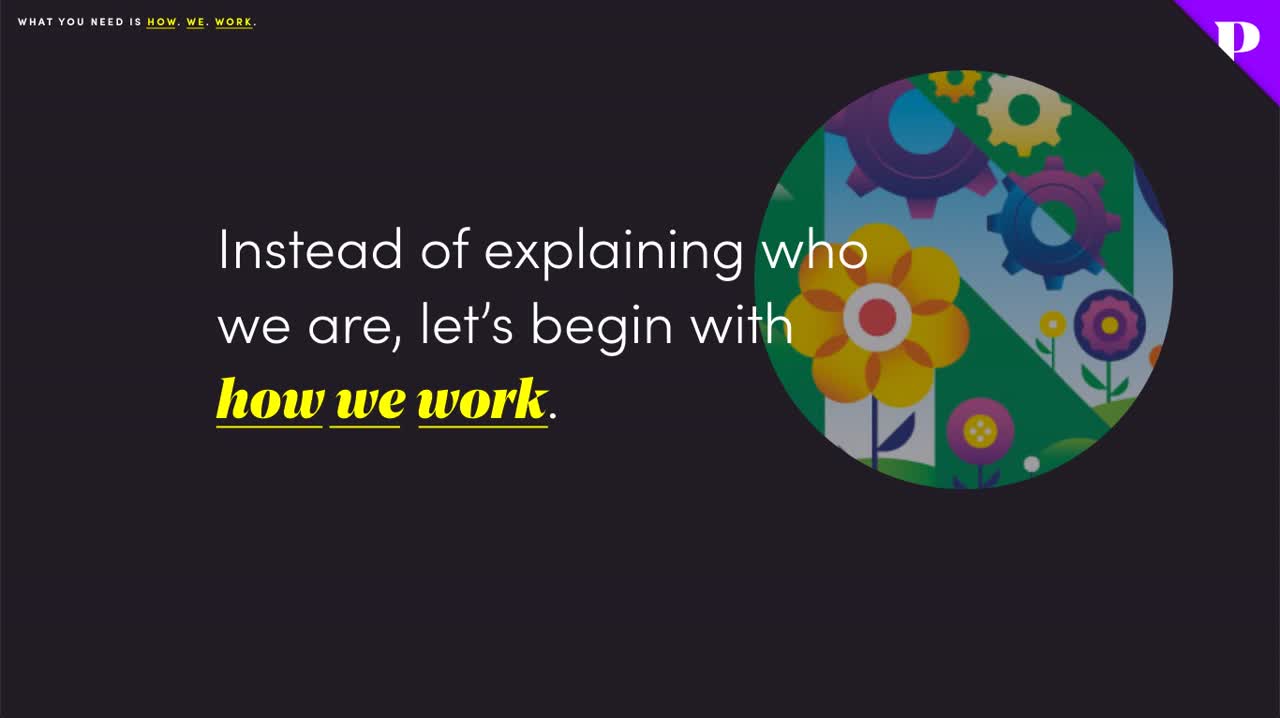 WHAT YOU NEED IS HOW. WE. WORK.
P
Instead of explaining who
we are, let’s begin with
how we work.